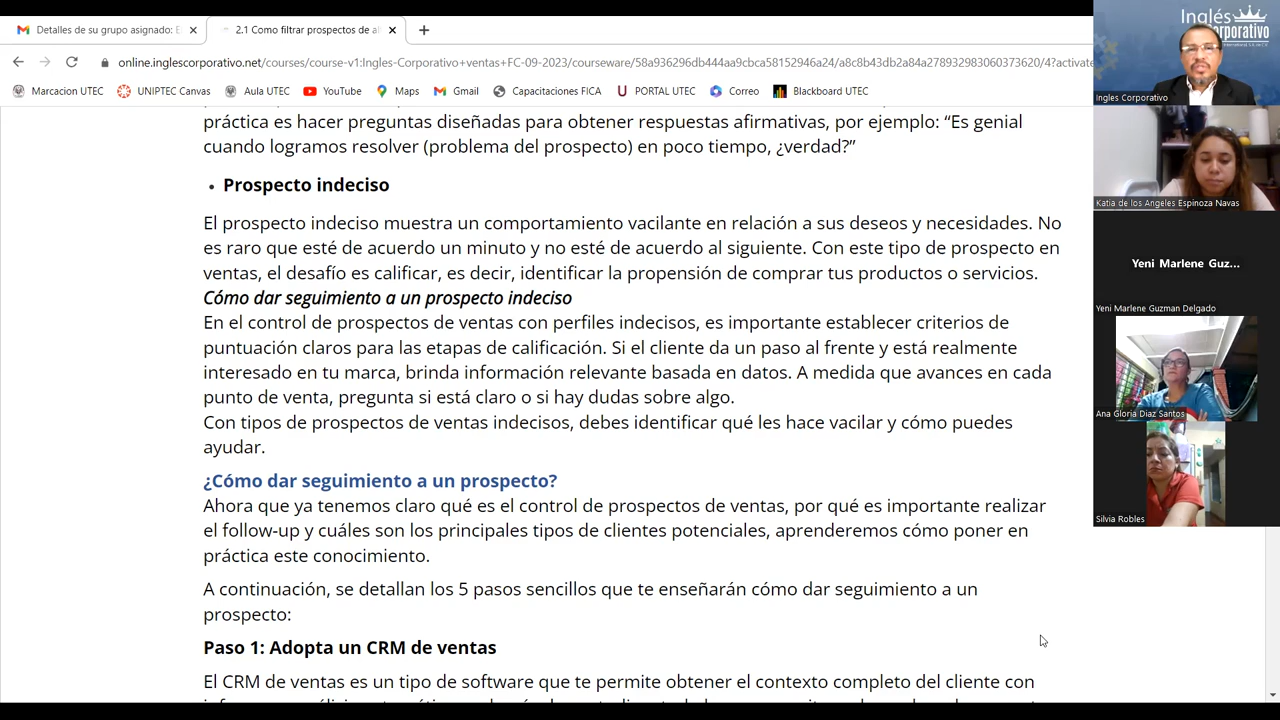 Detalles de su grupo asignado: E
2.1 Como filtrar prospectos de al
online.inglescorporativo.net/courses/course-v1:Ingles-Corporativo+ventas+FC-09-2023/courseware/58a936296db444aa9cbca58152946a24/a8c8b43db2a84a278932983060373620/4?activate
Marcacion UTEC
UNIPTEC Canvas
Aula UTEC
YouTube
Maps
Gmail
Capacitaciones FICA
PORTAL UTEC
Correo
Blackboard UTEC
práctica es hacer preguntas diseñadas para obtener respuestas afirmativas, por ejemplo: “Es genial
cuando logramos resolver (problema del prospecto) en poco tiempo, ¿verdad?”
• Prospecto indeciso
El prospecto indeciso muestra un comportamiento vacilante en relación a sus deseos y necesidades. No
es raro que esté de acuerdo un minuto y no esté de acuerdo al siguiente. Con este tipo de prospecto en
ventas, el desafío es calificar, es decir, identificar la propensión de comprar tus productos o servicios.
Cómo dar seguimiento a un prospecto indeciso
En el control de prospectos de ventas con perfiles indecisos, es importante establecer criterios de
puntuación claros para las etapas de calificación. Si el cliente da un paso al frente y está realmente
interesado en tu marca, brinda información relevante basada en datos. A medida que avances en cada
punto de venta, pregunta si está claro o si hay dudas sobre algo.
Con tipos de prospectos de ventas indecisos, debes identificar qué les hace vacilar y cómo puedes
ayudar.
¿Cómo dar seguimiento a un prospecto?
Ahora que ya tenemos claro qué es el control de prospectos de ventas, por qué es importante realizar
el follow-up y cuáles son los principales tipos de clientes potenciales, aprenderemos cómo poner en
práctica este conocimiento.
A continuación, se detallan los 5 pasos sencillos que te enseñarán cómo dar seguimiento a un
prospecto:
Paso 1: Adopta un CRM de ventas
El CRM de ventas es un tipo de software que te permite obtener el contexto completo del cliente con
Inglés
Corporativo
Ingles Corporativo
Katia de los Angeles Espinoza Navas
Yeni Marlene Guz...
Yeni Marlene Guzman Delgado
Ana Gloria Diaz Santos
Silvia Robles